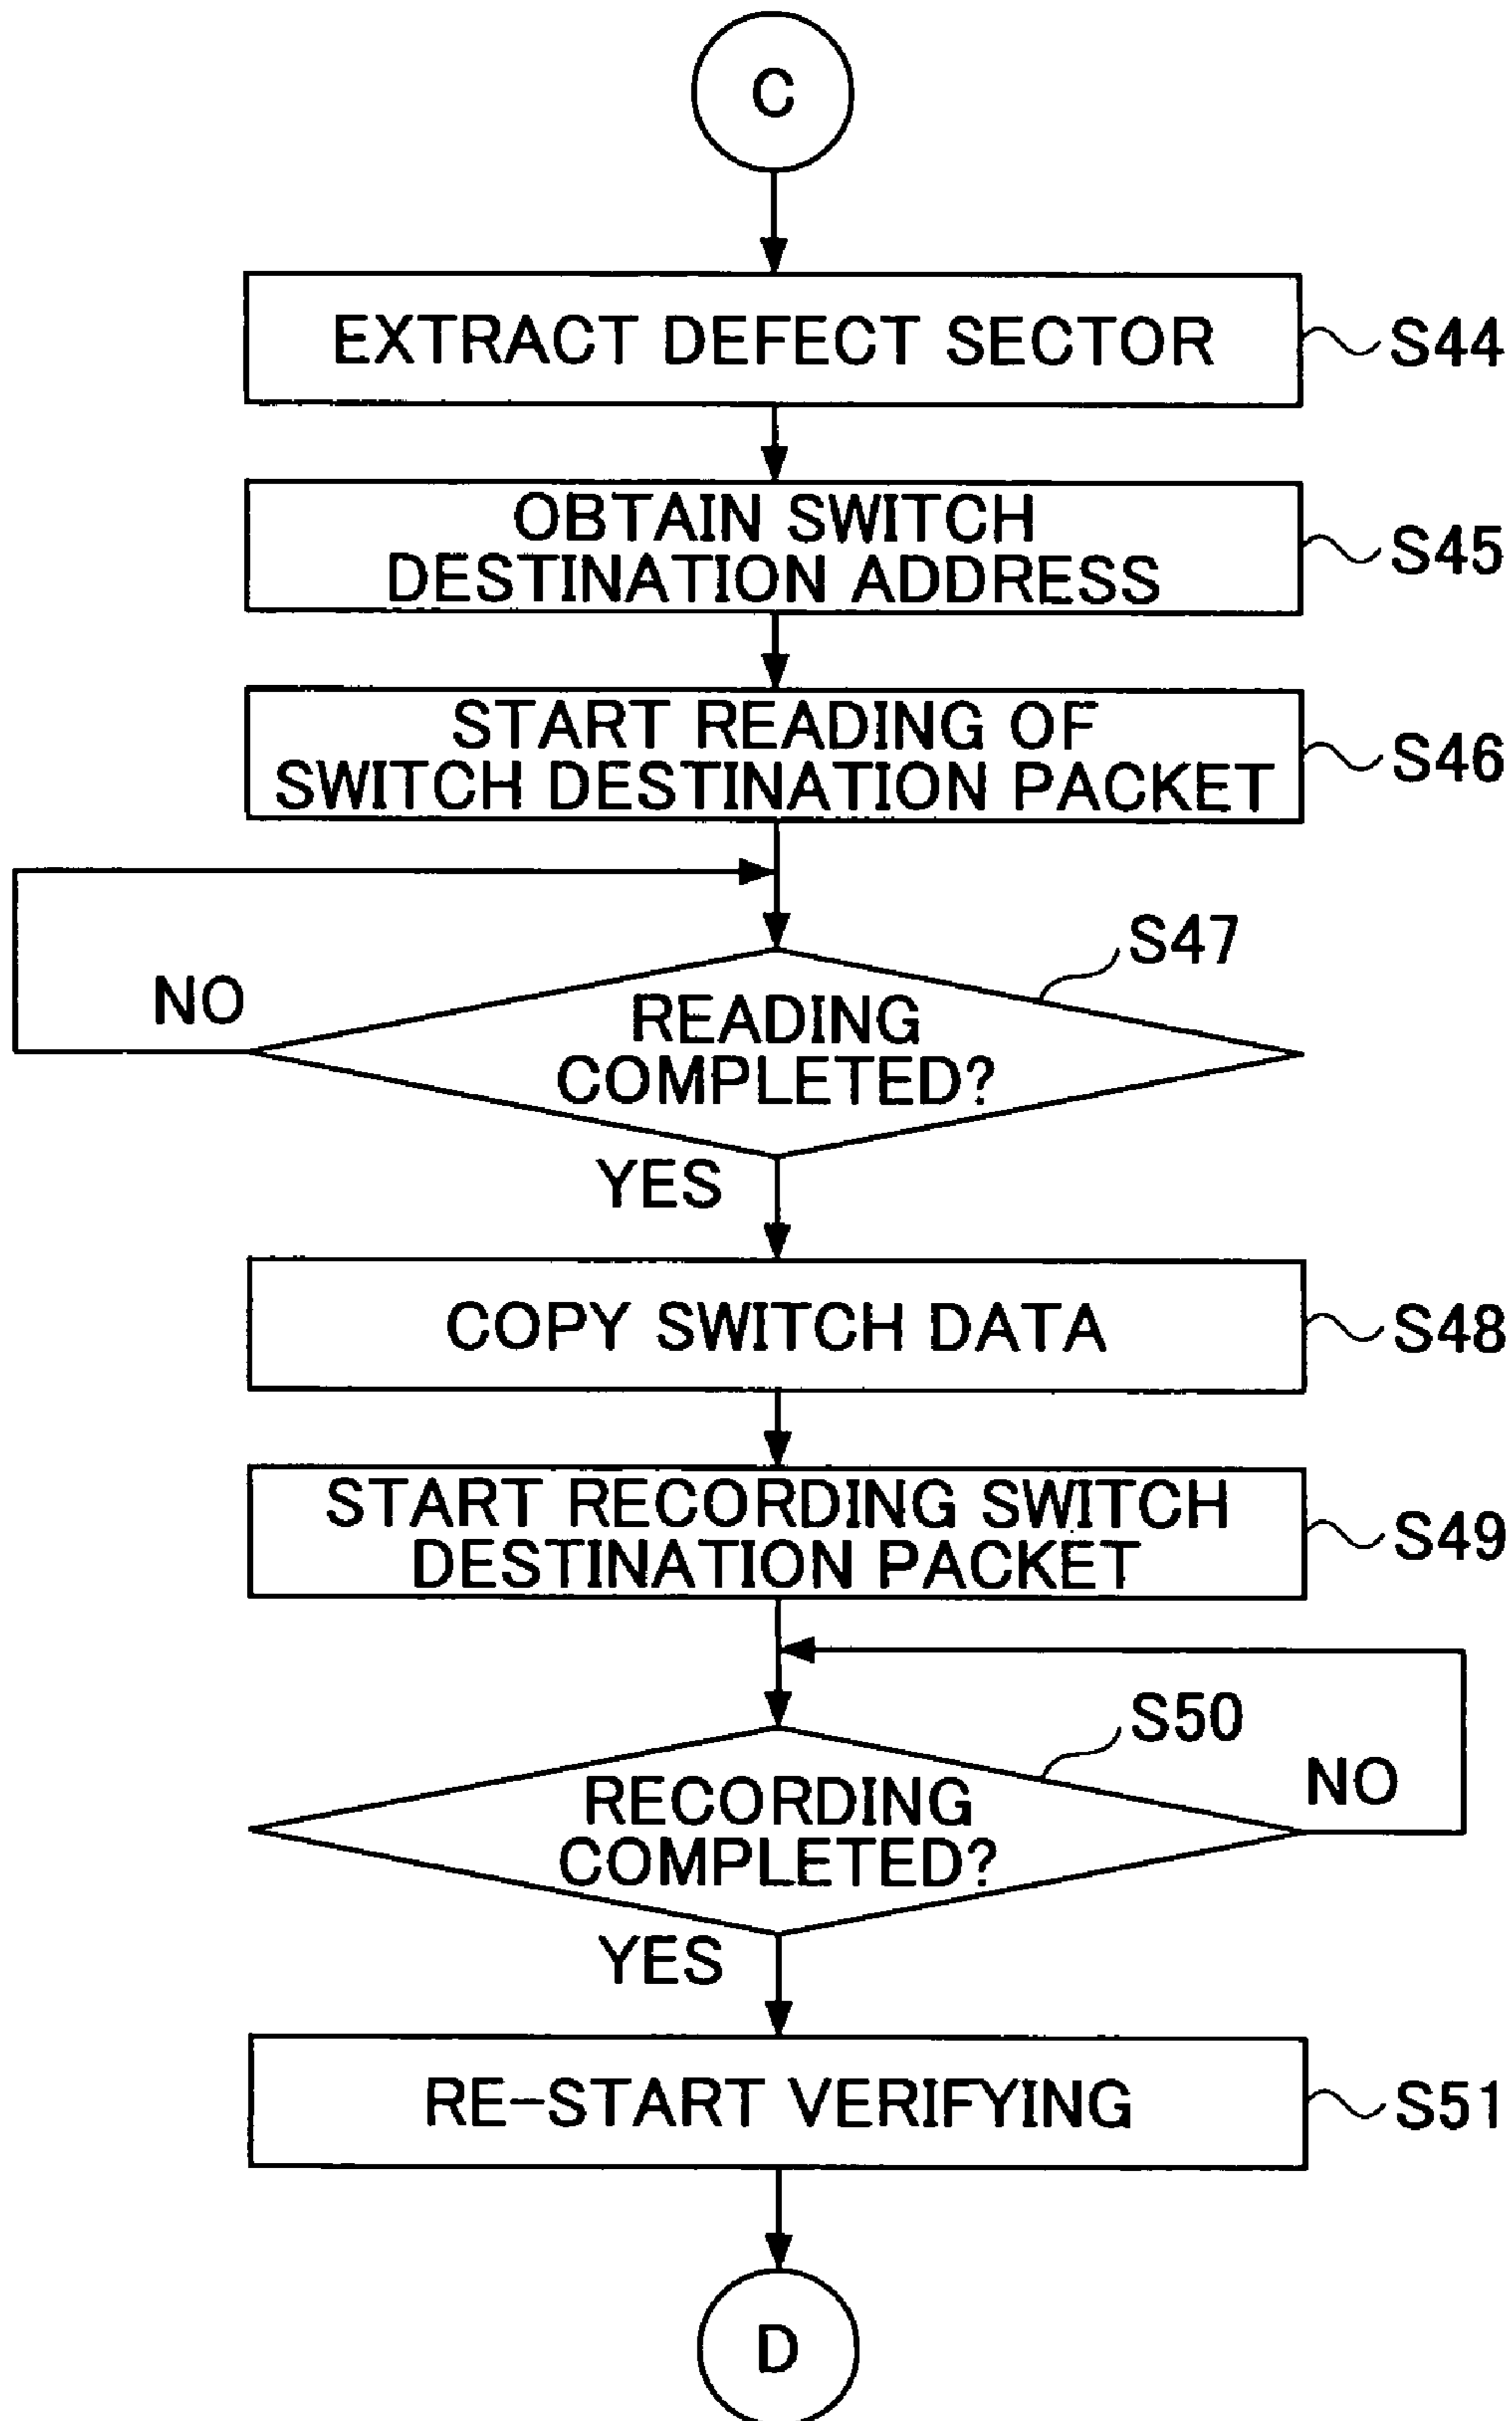 C
EXTRACT DEFECT SECTOR
S44
OBTAIN SWITCH
DESTINATION ADDRESS
S45
START READING OF
SWITCH DESTINATION PACKET
S46
S47
NO
READING
COMPLETED?
YES
COPY SWITCH DATA
S48
START RECORDING SWITCH
DESTINATION PACKET
S49
S50
NO
RECORDING
COMPLETED?
YES
RE-START VERIFYING
S51
D